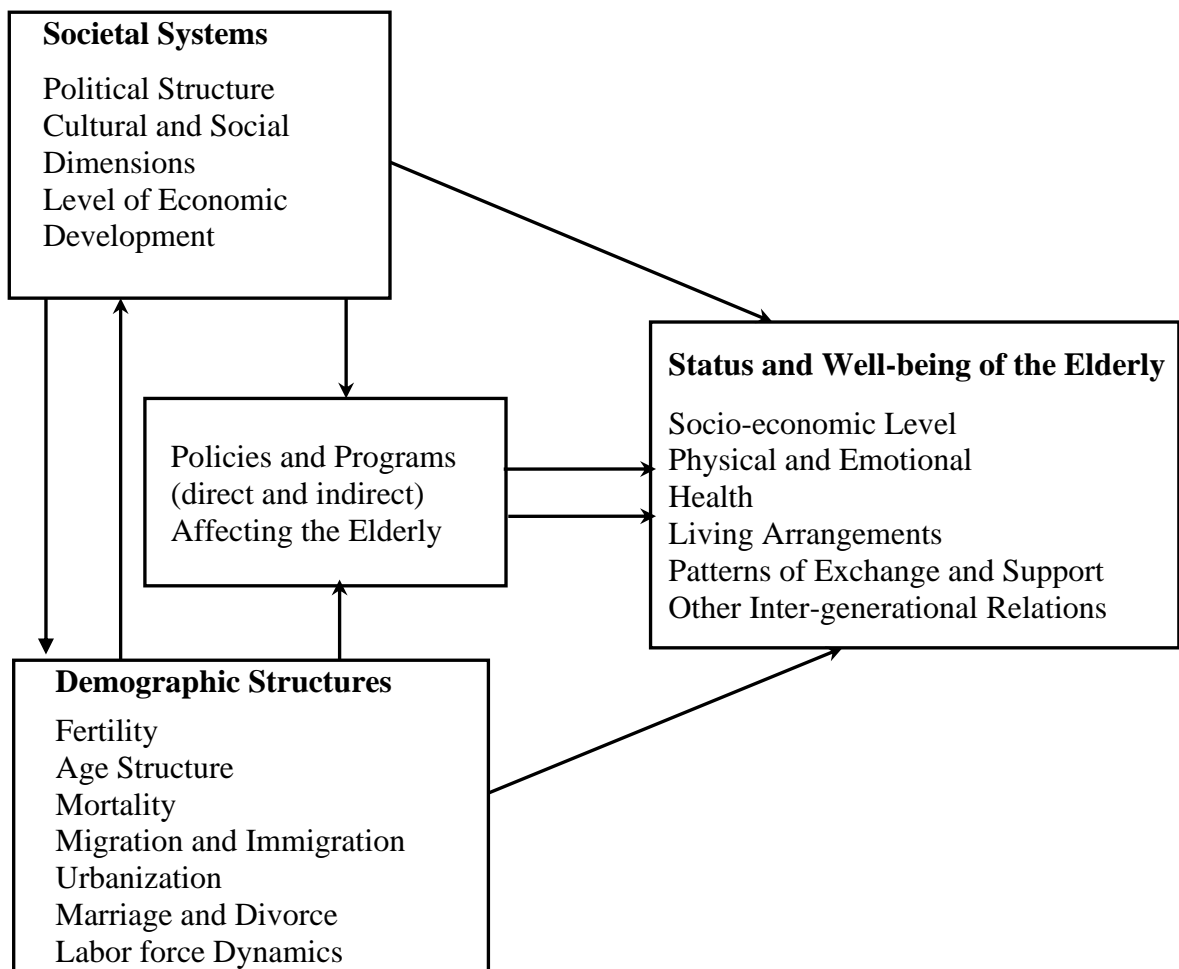 Societal Systems
Political Structure
Cultural and Social
Dimensions
Level of Economic
Development
Status and Well-being of the Elderly
Socio-economic Level
Physical and Emotional
Health
Living Arrangements
Patterns of Exchange and Support
Other Inter-generational Relations
Policies and Programs
(direct and indirect)
Affecting the Elderly
Demographic Structures
Fertility
Age Structure
Mortality
Migration and Immigration
Urbanization
Marriage and Divorce
Labor force Dynamics